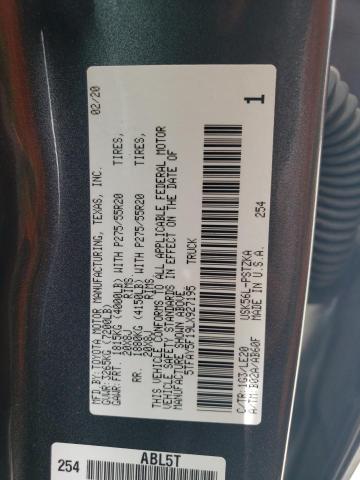 MFD BY: TOYOTA MOTOR MANUFACTURING, TEXAS, INC. 02/20
GVWR: 3265KG (7200LB)
GAWR: FRT. 1815KG (4000LB) WITH P275/55R20 TIRES,
20X8J RIMS
RR. 1880KG (4150LB) WITH P275/55R20 TIRES,
20X8J RIMS
THIS VEHICLE CONFORMS TO ALL APPLICABLE FEDERAL MOTOR
VEHICLE SAFETY STANDARDS IN EFFECT ON THE DATE OF
MANUFACTURE SHOWN ABOVE.
5TFAY5F19LX927195 TRUCK
1
C/TR:1G3/LE20 USK56L-PSTZKA
A/TM:B02A/AB60F MADE IN U.S.A. 254
254 ABL5T